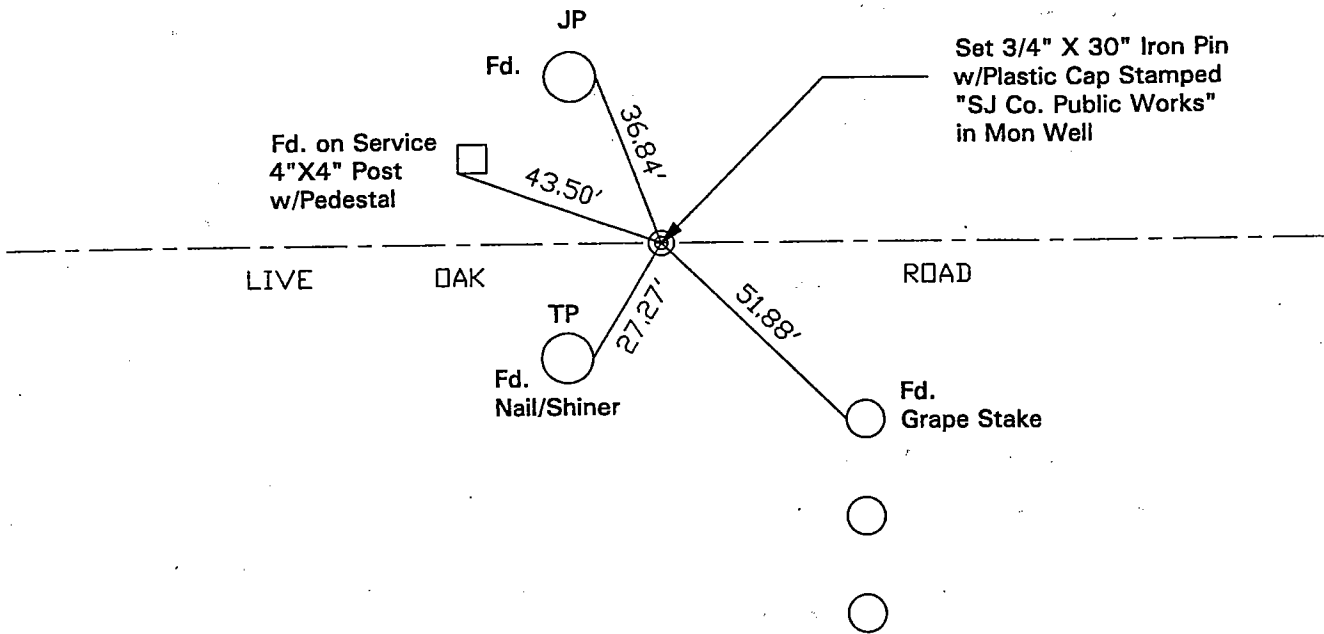 JP
Fd.
Set 3/4" X 30" Iron Pin
w/Plastic Cap Stamped
"SJ Co. Public Works"
in Mon Well
Fd. on Service
4"X4" Post
w/Pedestal
36.84'
43.50'
LIVE OAK ROAD
TP
27.27'
51.88'
Fd.
Nail/Shiner
Fd.
Grape Stake